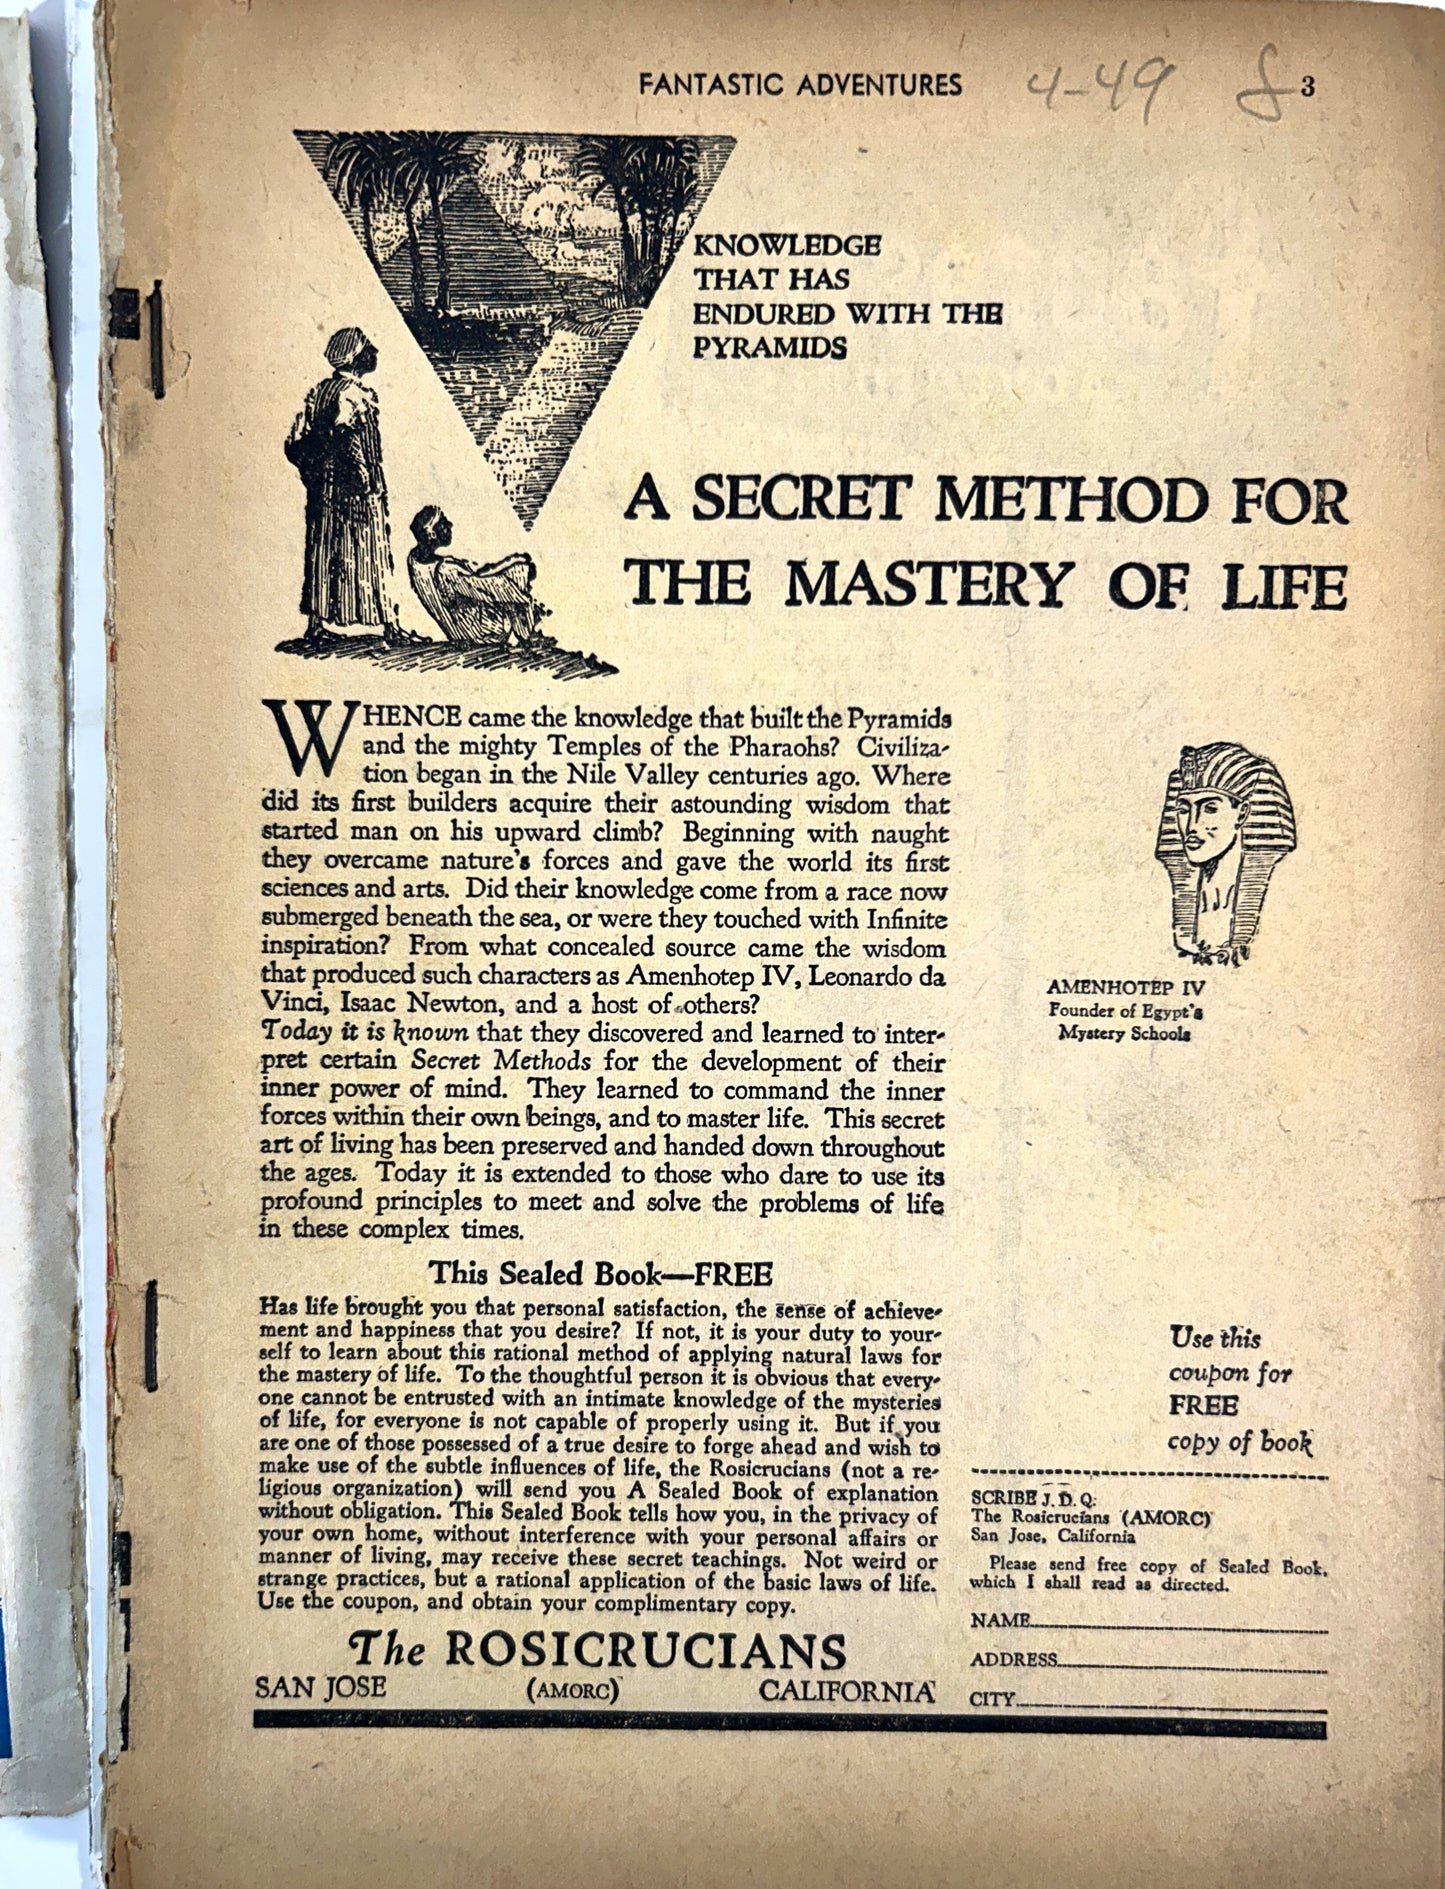 FANTASTIC ADVENTURES
4-49
3
KNOWLEDGE
THAT HAS
ENDURED WITH THE
PYRAMIDS
A SECRET METHOD FOR
THE MASTERY OF LIFE
WHENCE came the knowledge that built the Pyramids
and the mighty Temples of the Pharaohs? Civiliza-
tion began in the Nile Valley centuries ago. Where
did its first builders acquire their astounding wisdom that
started man on his upward climb? Beginning with naught
they overcame nature's forces and gave the world its first
sciences and arts. Did their knowledge come from a race now
submerged beneath the sea, or were they touched with Infinite
inspiration? From what concealed source came the wisdom
that produced such characters as Amenhotep IV, Leonardo da
Vinci, Isaac Newton, and a host of others?
Today it is known that they discovered and learned to inter-
pret certain Secret Methods for the development of their
inner power of mind. They learned to command the inner
forces within their own beings, and to master life. This secret
art of living has been preserved and handed down throughout
the ages. Today it is extended to those who dare to use its
profound principles to meet and solve the problems of life
in these complex times.
This Sealed Book—FREE
Has life brought you that personal satisfaction, the sense of achieve-
ment and happiness that you desire? If not, it is your duty to your-
self to learn about this rational method of applying natural laws for
the mastery of life. To the thoughtful person it is obvious that every-
one cannot be entrusted with an intimate knowledge of the mysteries
of life, for everyone is not capable of properly using it. But if you
are one of those possessed of a true desire to forge ahead and wish to
make use of the subtle influences of life, the Rosicrucians (not a re-
ligious organization) will send you A Sealed Book of explanation
without obligation. This Sealed Book tells how you, in the privacy of
your own home, without interference with your personal affairs or
manner of living, may receive these secret teachings. Not weird or
strange practices, but a rational application of the basic laws of life.
Use the coupon, and obtain your complimentary copy.
The ROSICRUCIANS
SAN JOSE (AMORC) CALIFORNIA
AMENHOTEP IV
Founder of Egypt's
Mystery Schools
Use this
coupon for
FREE
copy of book
SCRIBE J. D. Q.
The Rosicrucians (AMORC)
San Jose, California
Please send free copy of Sealed Book,
which I shall read as directed.
NAME
ADDRESS
CITY